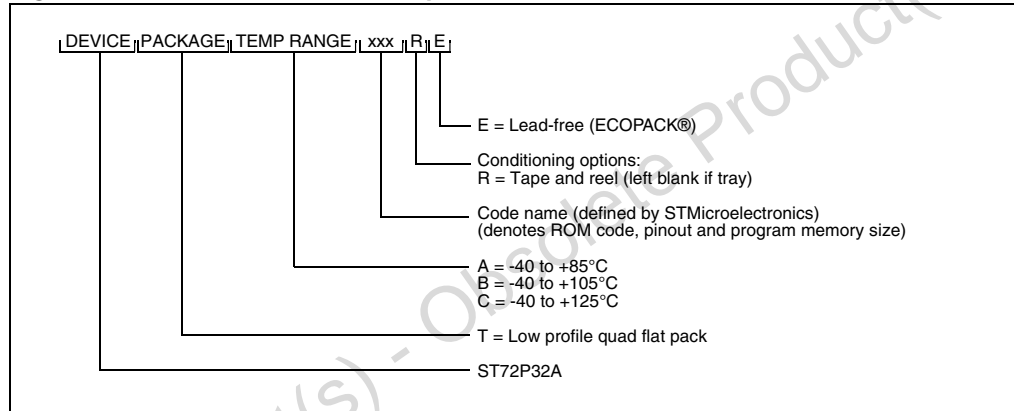 DEVICE PACKAGE TEMP RANGE xxx R E
E = Lead-free (ECOPACK®)
Conditioning options:
R = Tape and reel (left blank if tray)
Code name (defined by STMicroelectronics)
(denotes ROM code, pinout and program memory size)
A = -40 to +85°C
B = -40 to +105°C
C = -40 to +125°C
T = Low profile quad flat pack
ST72P32A
(s) - Obsolete Product(